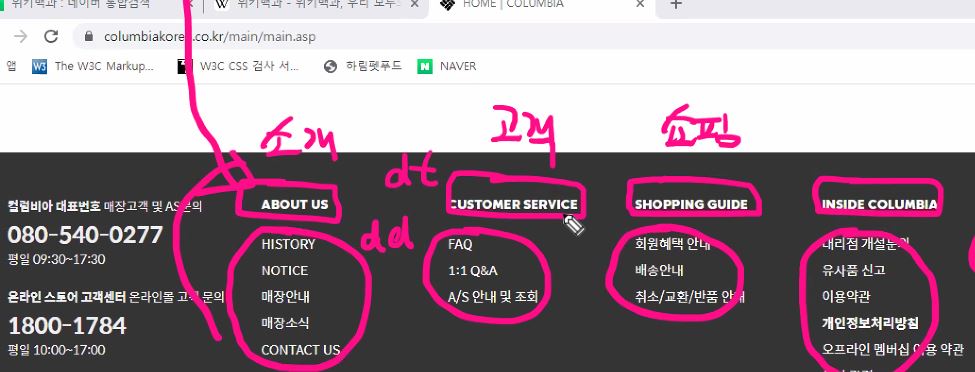 위키백과 : 네이버 통합검색
위키백과 - 위키백과, 우리 모두의
HOME | COLUMBIA
columbiakorea.co.kr/main/main.asp
앱
The W3C Markup...
W3C CSS 검사 서...
하림펫푸드
NAVER
소개
고객
쇼핑
dt
dd
컬럼비아 대표번호 매장고객 및 AS문의
080-540-0277
평일 09:30~17:30
온라인 스토어 고객센터 온라인몰 고객 문의
1800-1784
평일 10:00~17:00
ABOUT US
HISTORY
NOTICE
매장안내
매장소식
CONTACT US
CUSTOMER SERVICE
FAQ
1:1 Q&A
A/S 안내 및 조회
SHOPPING GUIDE
회원혜택 안내
배송안내
취소/교환/반품 안내
INSIDE COLUMBIA
대리점 개설문의
유사품 신고
이용약관
개인정보처리방침
오프라인 멤버십 이용 약관